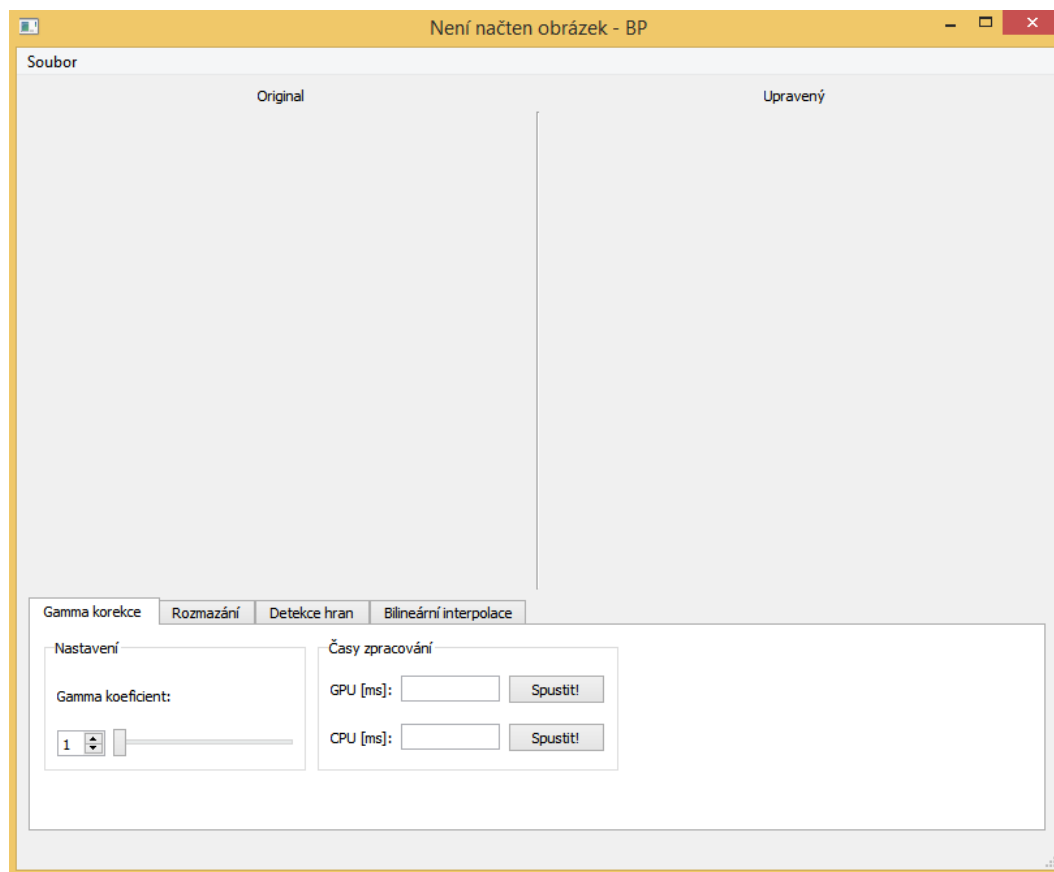 Není načten obrázek - BP
Soubor
Original
Upravený
Gamma korekce
Rozmazání
Detekce hran
Bilineární interpolace
Nastavení
Gamma koeficient:
1
Časy zpracování
GPU [ms]:
Spustit!
CPU [ms]:
Spustit!